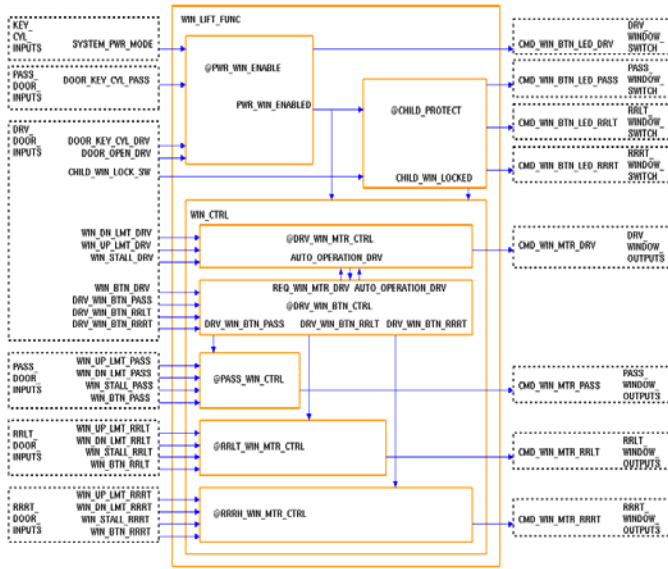 KEY_
CYL_
INPUTS
SYSTEM_PWR_MODE
PASS_
DOOR_
INPUTS
DOOR_KEY_CYL_PASS
DRV_
DOOR_
INPUTS
DOOR_KEY_CYL_DRV
DOOR_OPEN_DRV
CHILD_WIN_LOCK_SW
WIN_DN_LMT_DRV
WIN_UP_LMT_DRV
WIN_STALL_DRV
WIN_BTN_DRV
DRV_WIN_BTN_PASS
DRV_WIN_BTN_RRLT
DRV_WIN_BTN_RRRT
PASS_
DOOR_
INPUTS
WIN_UP_LMT_PASS
WIN_DN_LMT_PASS
WIN_STALL_PASS
WIN_BTN_PASS
RRLT_
DOOR_
INPUTS
WIN_UP_LMT_RRLT
WIN_DN_LMT_RRLT
WIN_STALL_RRLT
WIN_BTN_RRLT
RRRT_
DOOR_
INPUTS
WIN_UP_LMT_RRRT
WIN_DN_LMT_RRRT
WIN_STALL_RRRT
WIN_BTN_RRRT
WIN_LIFT_FUNC
@PWR_WIN_ENABLE
PWR_WIN_ENABLED
@CHILD_PROTECT
CHILD_WIN_LOCKED
WIN_CTRL
@DRV_WIN_MTR_CTRL
AUTO_OPERATION_DRV
REQ_WIN_MTR_DRV AUTO_OPERATION_DRV
@DRV_WIN_BTN_CTRL
DRV_WIN_BTN_PASS DRV_WIN_BTN_RRLT DRV_WIN_BTN_RRRT
@PASS_WIN_CTRL
@RRLT_WIN_MTR_CTRL
@RRRH_WIN_MTR_CTRL
CMD_WIN_BTN_LED_DRV
DRV_
WINDOW_
SWITCH
CMD_WIN_BTN_LED_PASS
PASS_
WINDOW_
SWITCH
CMD_WIN_BTN_LED_RRLT
RRLT_
WINDOW_
SWITCH
CMD_WIN_BTN_LED_RRRT
RRRT_
WINDOW_
SWITCH
CMD_WIN_MTR_DRV
DRV_
WINDOW_
OUTPUTS
CMD_WIN_MTR_PASS
PASS_
WINDOW_
OUTPUTS
CMD_WIN_MTR_RRLT
RRLT_
WINDOW_
OUTPUTS
CMD_WIN_MTR_RRRT
RRRT_
WINDOW_
OUTPUTS